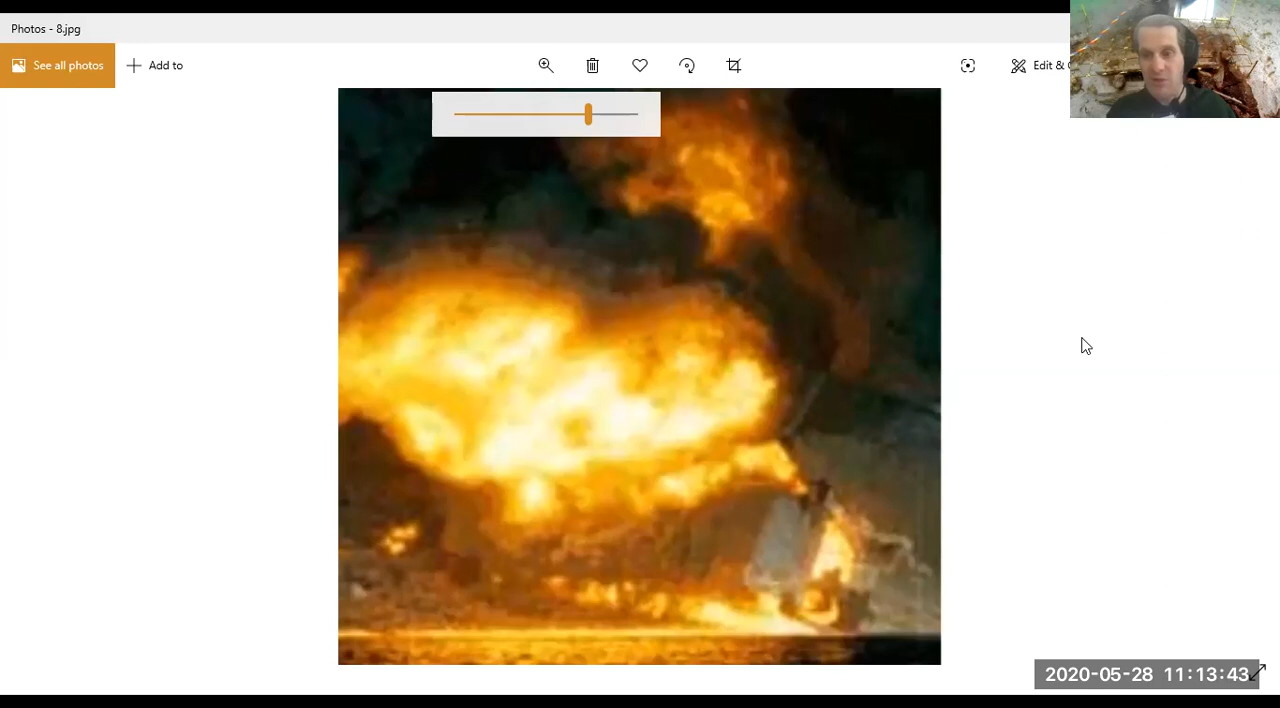 Photos - 8.jpg
See all photos
Add to
Edit &
2020-05-28 11:13:43